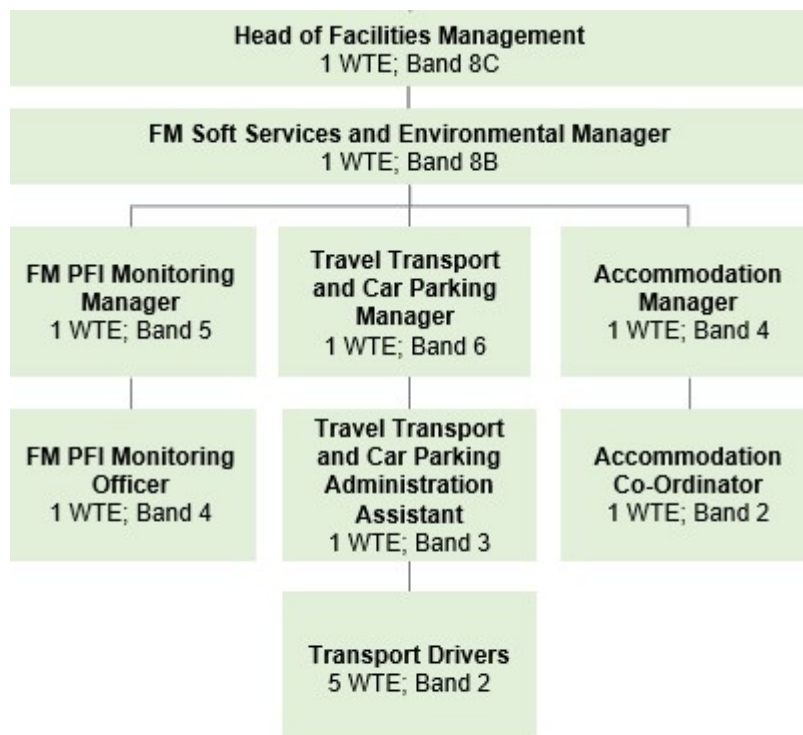 Head of Facilities Management
1 WTE; Band 8C
FM Soft Services and Environmental Manager
1 WTE; Band 8B
FM PFI Monitoring
Manager
1 WTE; Band 5
Travel Transport
and Car Parking
Manager
1 WTE; Band 6
Accommodation
Manager
1 WTE; Band 4
FM PFI Monitoring
Officer
1 WTE; Band 4
Travel Transport
and Car Parking
Administration
Assistant
1 WTE; Band 3
Accommodation
Co-Ordinator
1 WTE; Band 2
Transport Drivers
5 WTE; Band 2